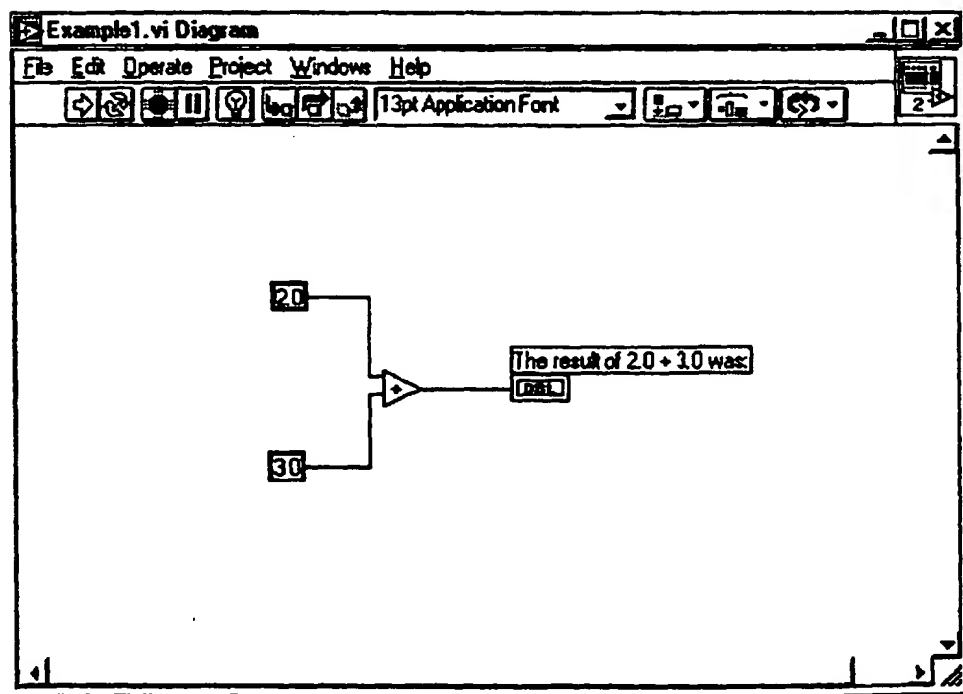 Example1.vi Diagram
File Edit Operate Project Windows Help
13pt Application Font
2
2.0
The result of 2.0 + 3.0 was:
+
DBL
3.0